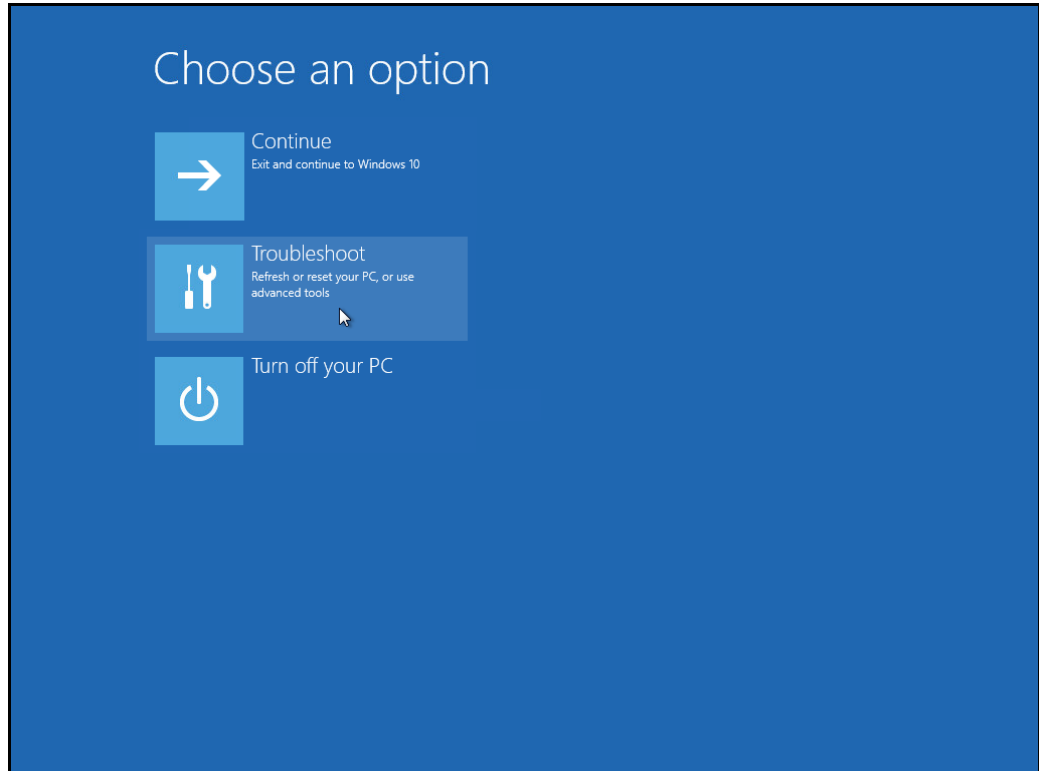 Choose an option
Continue
Exit and continue to Windows 10
Troubleshoot
Refresh or reset your PC, or use
advanced tools
Turn off your PC